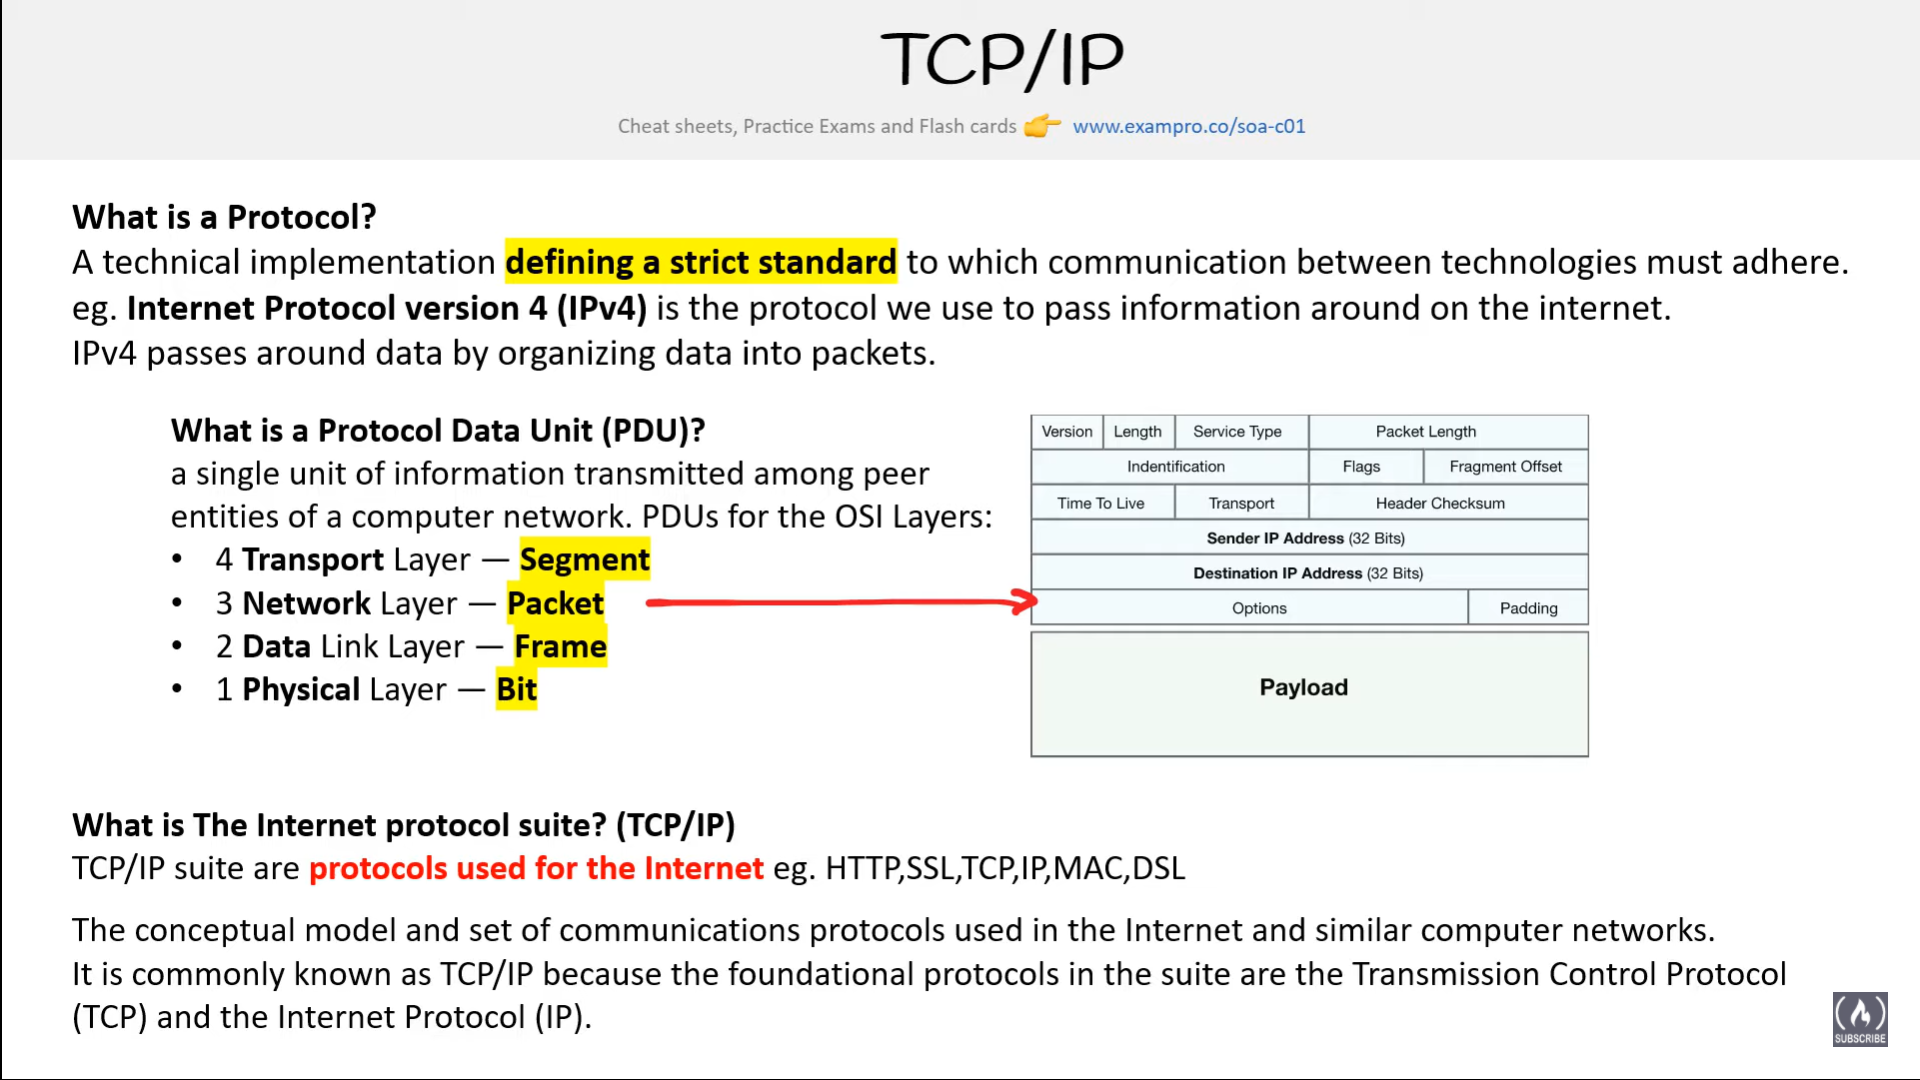 TCP/IP
Cheat sheets, Practice Exams and Flash cards 👉 www.exampro.co/soa-c01
What is a Protocol?
A technical implementation defining a strict standard to which communication between technologies must adhere.
eg. Internet Protocol version 4 (IPv4) is the protocol we use to pass information around on the internet.
IPv4 passes around data by organizing data into packets.
What is a Protocol Data Unit (PDU)?
a single unit of information transmitted among peer
entities of a computer network. PDUs for the OSI Layers:
• 4 Transport Layer — Segment
• 3 Network Layer — Packet
• 2 Data Link Layer — Frame
• 1 Physical Layer — Bit
Version Length Service Type Packet Length
Indentification Flags Fragment Offset
Time To Live Transport Header Checksum
Sender IP Address (32 Bits)
Destination IP Address (32 Bits)
Options Padding
Payload
What is The Internet protocol suite? (TCP/IP)
TCP/IP suite are protocols used for the Internet eg. HTTP,SSL,TCP,IP,MAC,DSL
The conceptual model and set of communications protocols used in the Internet and similar computer networks.
It is commonly known as TCP/IP because the foundational protocols in the suite are the Transmission Control Protocol
(TCP) and the Internet Protocol (IP).
SUBSCRIBE